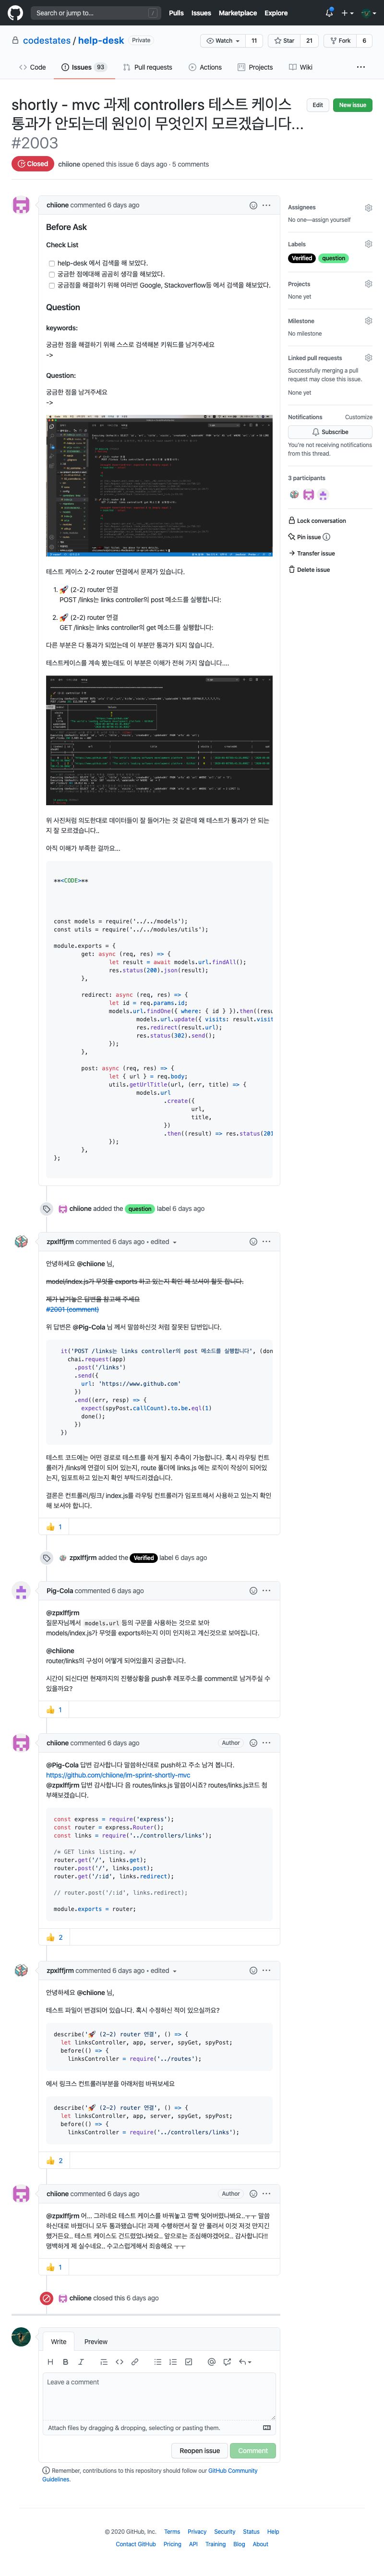 Search or jump to...
/
Pulls Issues Marketplace Explore
codestates / help-desk Private
Watch 11 Star 21 Fork 6
Code Issues 93 Pull requests Actions Projects Wiki
shortly - mvc 과제 controllers 테스트 케이스
통과가 안되는데 원인이 무엇인지 모르겠습니다...
#2003
Edit New issue
Closed chiione opened this issue 6 days ago · 5 comments
chiione commented 6 days ago
Before Ask
Check List
help-desk 에서 검색을 해 보았다.
궁금한 점에대해 곰곰히 생각을 해보았다.
궁금점을 해결하기 위해 여러번 Google, Stackoverflow등 에서 검색을 해보았다.
Question
keywords:
궁금한 점을 해결하기 위해 스스로 검색해본 키워드를 남겨주세요
->
Question:
궁금한 점을 남겨주세요
->
테스트 케이스 2-2 router 연결에서 문제가 있습니다.
1. 🚀 (2-2) router 연결
POST /links는 links controller의 post 메소드를 실행합니다:
2. 🚀 (2-2) router 연결
GET /links는 links controller의 get 메소드를 실행합니다:
다른 부분은 다 통과가 되었는데 이 부분만 통과가 되지 않습니다.
테스트케이스를 계속 봤는데도 이 부분은 이해가 전혀 가지 않습니다....
위 사진처럼 의도한대로 데이터들이 잘 들어가는 것 같은데 왜 테스트가 통과가 안 되는
지 잘 모르겠습니다..
아직 이해가 부족한 걸까요...
**<CODE>**
const models = require('../../models');
const utils = require('../../modules/utils');
module.exports = {
get: async (req, res) => {
let result = await models.url.findAll();
res.status(200).json(result);
},
redirect: async (req, res) => {
let id = req.params.id;
models.url.findOne({ where: { id } }).then((resu
models.url.update({ visits: result.visit
res.redirect(result.url);
res.status(302).send();
});
},
post: async (req, res) => {
let { url } = req.body;
utils.getUrlTitle(url, (err, title) => {
models.url
.create({
url,
title,
})
.then((result) => res.status(201
});
},
};
chiione added the question label 6 days ago
zpxlffjrm commented 6 days ago • edited
안녕하세요 @chiione 님,
model/index.js가 무엇을 exports 하고 있는지 확인 해 보셔야 할듯 합니다.
제가 남겨놓은 답변을 참고해 주세요
#2001 (comment)
위 답변은 @Pig-Cola 님 께서 말씀하신것 처럼 잘못된 답변입니다.
it('POST /links는 links controller의 post 메소드를 실행합니다', (don
chai.request(app)
.post('/links')
.send({
url: 'https://www.github.com'
})
.end((err, resp) => {
expect(spyPost.callCount).to.be.eql(1)
done();
})
})
테스트 코드에는 어떤 경로로 테스트를 하게 될지 추측이 가능합니다. 혹시 라우팅 컨트
롤러가 /links에 연결이 되어 있는지, route 폴더에 links.js 에는 로직이 작성이 되어있
는지, 임포트하고 있는지 확인 부탁드리겠습니다.
결론은 컨트롤러/링크/ index.js를 라우팅 컨트롤러가 임포트해서 사용하고 있는지 확인
해 보셔야 합니다.
👍 1
zpxlffjrm added the Verified label 6 days ago
Pig-Cola commented 6 days ago
@zpxlffjrm
질문자님께서 models.url 등의 구문을 사용하는 것으로 보아
models/index.js가 무엇을 exports하는지 이미 인지하고 계신것으로 보여집니다.
@chiione
router/links의 구성이 어떻게 되어있을지 궁금합니다.
시간이 되신다면 현재까지의 진행상황을 push후 레포주소를 comment로 남겨주실 수
있을까요?
👍 1
chiione commented 6 days ago Author
@Pig-Cola 답변 감사합니다 말씀하신대로 push하고 주소 남겨 봅니다.
https://github.com/chiione/im-sprint-shortly-mvc
@zpxlffjrm 답변 감사합니다 음 routes/links.js 말씀이시죠? routes/links.js코드 첨
부해보겠습니다.
const express = require('express');
const router = express.Router();
const links = require('../controllers/links');
/* GET links listing. */
router.get('/', links.get);
router.post('/', links.post);
router.get('/:id', links.redirect);
// router.post('/:id', links.redirect);
module.exports = router;
👍 2
zpxlffjrm commented 6 days ago • edited
안녕하세요 @chiione 님,
테스트 파일이 변경되어 있습니다. 혹시 수정하신 적이 있으실까요?
describe('🚀 (2-2) router 연결', () => {
let linksController, app, server, spyGet, spyPost;
before(() => {
linksController = require('../routes');
에서 링크스 컨트롤러부분을 아래처럼 바꿔보세요
describe('🚀 (2-2) router 연결', () => {
let linksController, app, server, spyGet, spyPost;
before(() => {
linksController = require('../controllers/links');
👍 2
chiione commented 6 days ago Author
@zpxlffjrm 어... 그러네요 테스트 케이스를 바꿔놓고 깜빡 잊어버렸나봐요..ㅜㅜ 말씀
하신대로 바꿨더니 모두 통과됐습니다! 과제 수행하면서 잘 안 풀려서 이것 저것 만지긴
했거든요.. 테스트 케이스도 건드렸었나봐요.. 앞으로는 조심해야겠어요.. 감사합니다!!
명백하게 제 실수네요.. 수고스럽게해서 죄송해요 ㅜㅜ
👍 1
chiione closed this 6 days ago
Write Preview
Leave a comment
Attach files by dragging & dropping, selecting or pasting them.
Reopen issue Comment
Remember, contributions to this repository should follow our GitHub Community
Guidelines.
Assignees
No one—assign yourself
Labels
Verified question
Projects
None yet
Milestone
No milestone
Linked pull requests
Successfully merging a pull
request may close this issue.
None yet
Notifications Customize
Subscribe
You're not receiving notifications
from this thread.
3 participants
Lock conversation
Pin issue
Transfer issue
Delete issue
© 2020 GitHub, Inc. Terms Privacy Security Status Help
Contact GitHub Pricing API Training Blog About